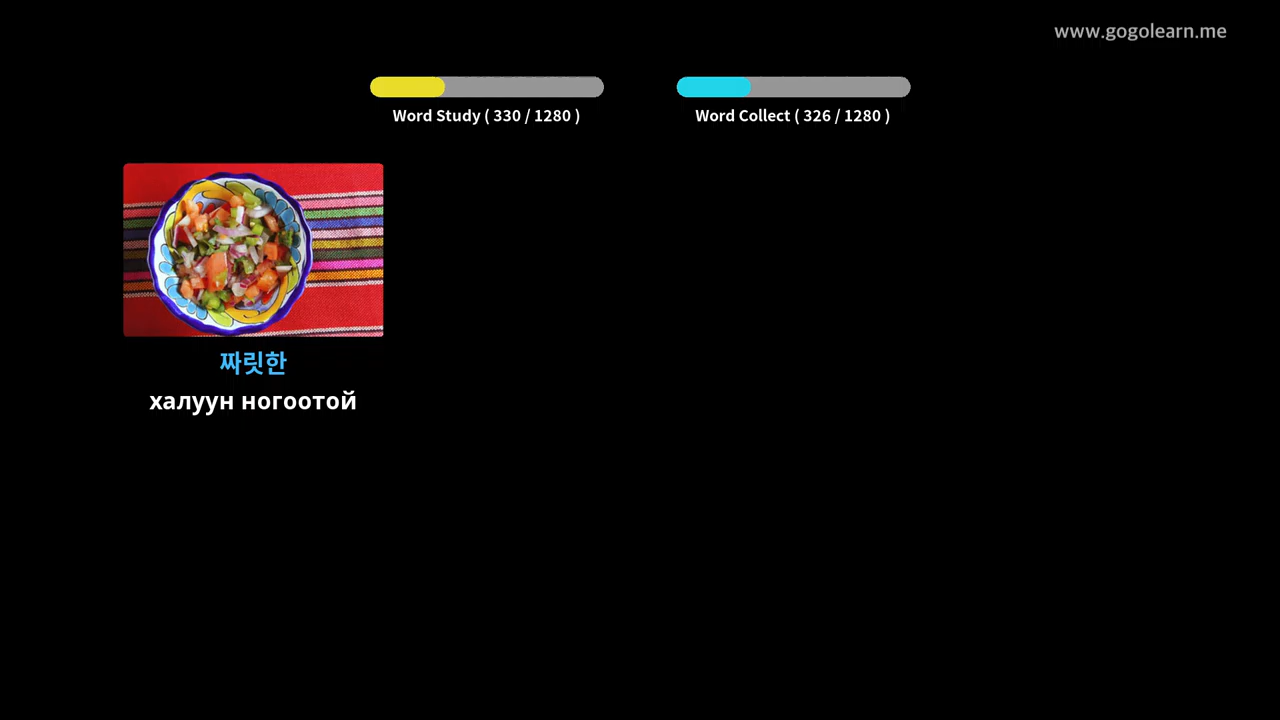 www.gogolearn.me
Word Study ( 330 / 1280 )
Word Collect ( 326 / 1280 )
짜릿한
халуун ногоотой